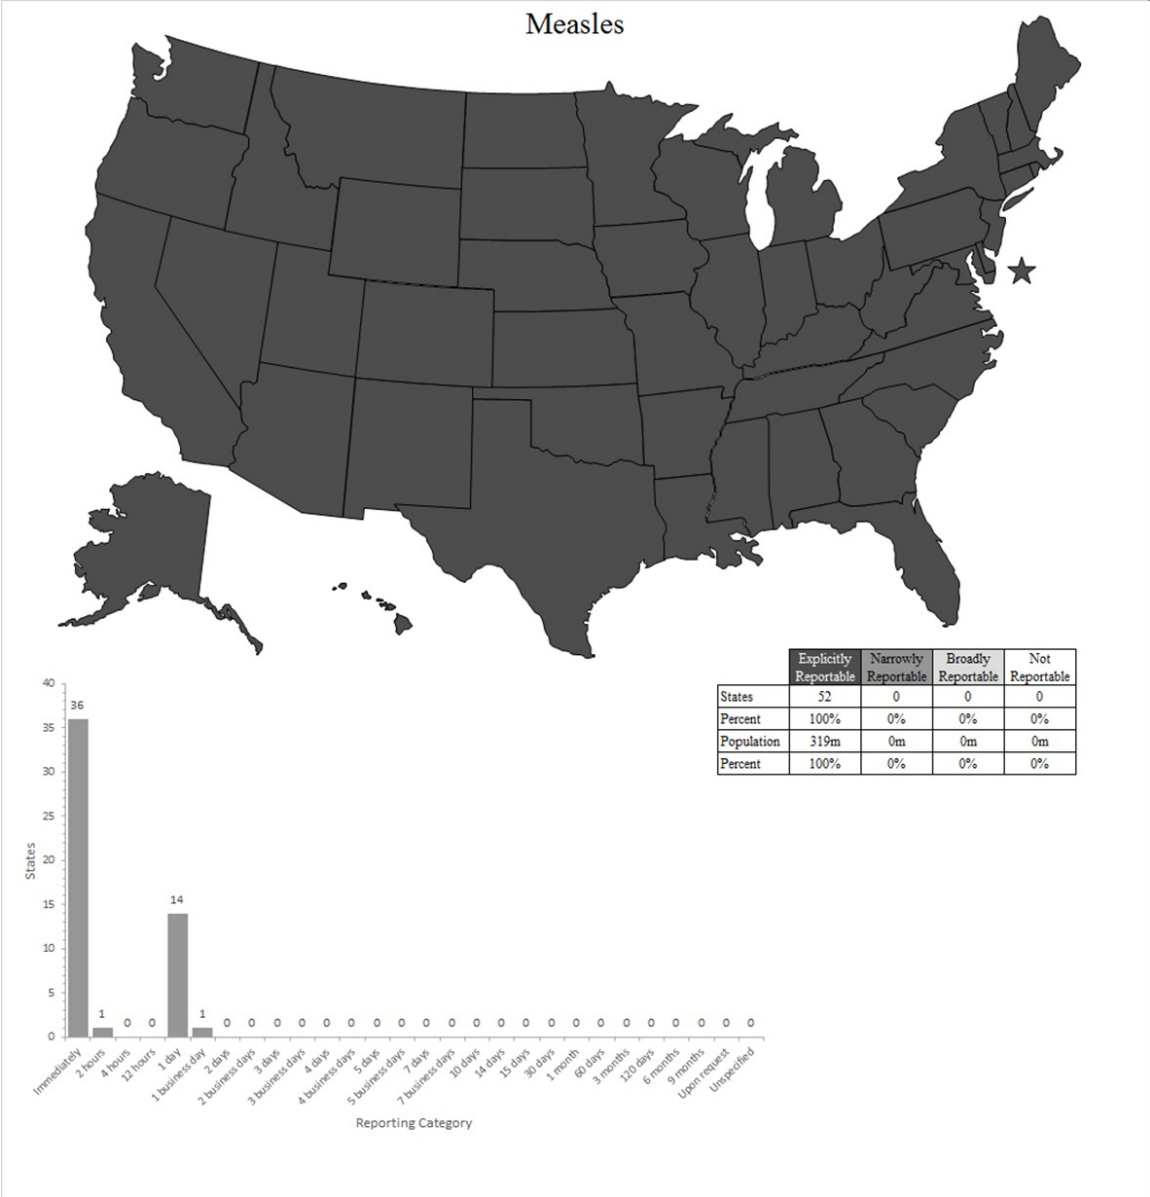 Measles
Explicitly Reportable Narrowly Reportable Broadly Reportable Not Reportable
States 52 0 0 0
Percent 100% 0% 0% 0%
Population 319m 0m 0m 0m
Percent 100% 0% 0% 0%
40
35
30
25
20
15
10
5
0
States
36 1 0 0 14 1 0 0 0 0 0 0 0 0 0 0 0 0 0 0 0 0 0 0 0 0 0 0
Immediately
2 hours
4 hours
12 hours
1 day
1 business day
2 days
2 business days
3 days
3 business days
4 days
4 business days
5 days
5 business days
7 days
7 business days
10 days
14 days
15 days
30 days
1 month
60 days
3 months
120 days
6 months
9 months
Upon request
Unspecified
Reporting Category